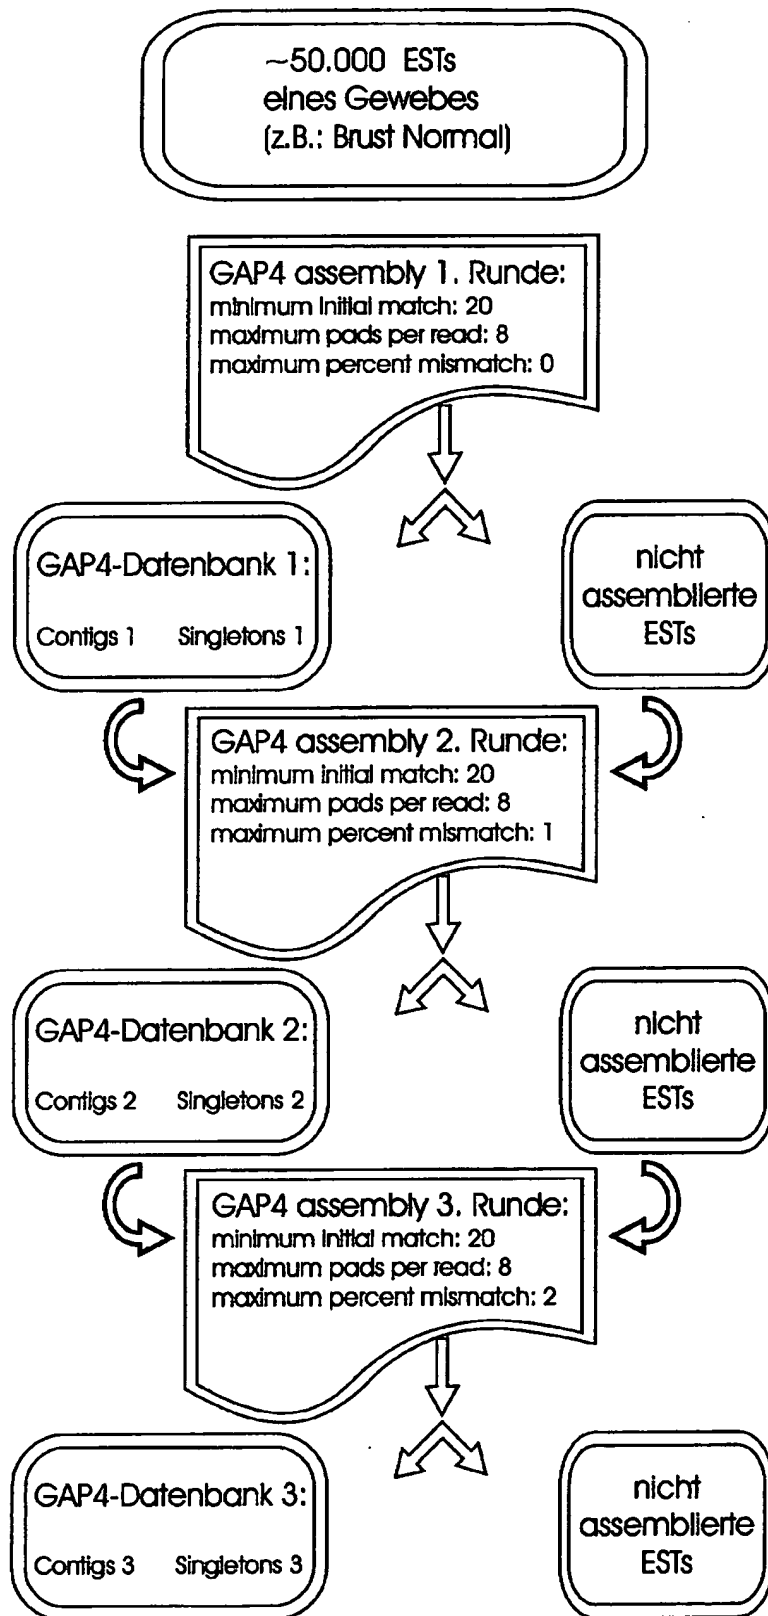 ~50.000 ESTs
eines Gewebes
(z.B.: Brust Normal)
GAP4 assembly 1. Runde:
minimum initial match: 20
maximum pads per read: 8
maximum percent mismatch: 0
GAP4-Datenbank 1:
Contigs 1 Singletons 1
nicht
assemblierte
ESTs
GAP4 assembly 2. Runde:
minimum initial match: 20
maximum pads per read: 8
maximum percent mismatch: 1
GAP4-Datenbank 2:
Contigs 2 Singletons 2
nicht
assemblierte
ESTs
GAP4 assembly 3. Runde:
minimum initial match: 20
maximum pads per read: 8
maximum percent mismatch: 2
GAP4-Datenbank 3:
Contigs 3 Singletons 3
nicht
assemblierte
ESTs